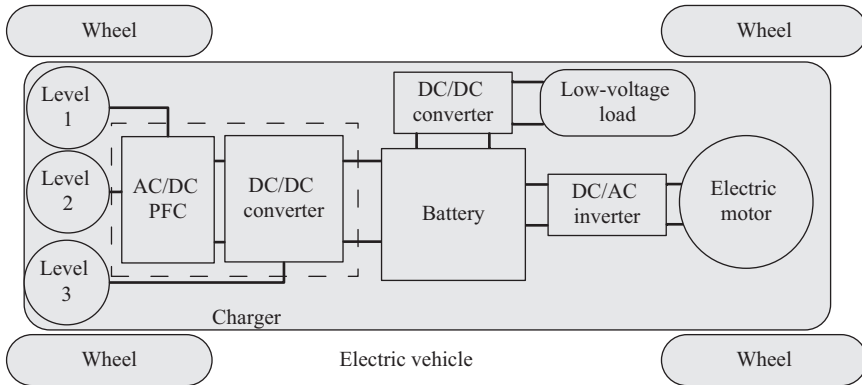 Wheel
Wheel
Level
1
DC/DC
converter
Low-voltage
load
Level
2
AC/DC
PFC
DC/DC
converter
Battery
DC/AC
inverter
Electric
motor
Level
3
Charger
Wheel
Electric vehicle
Wheel